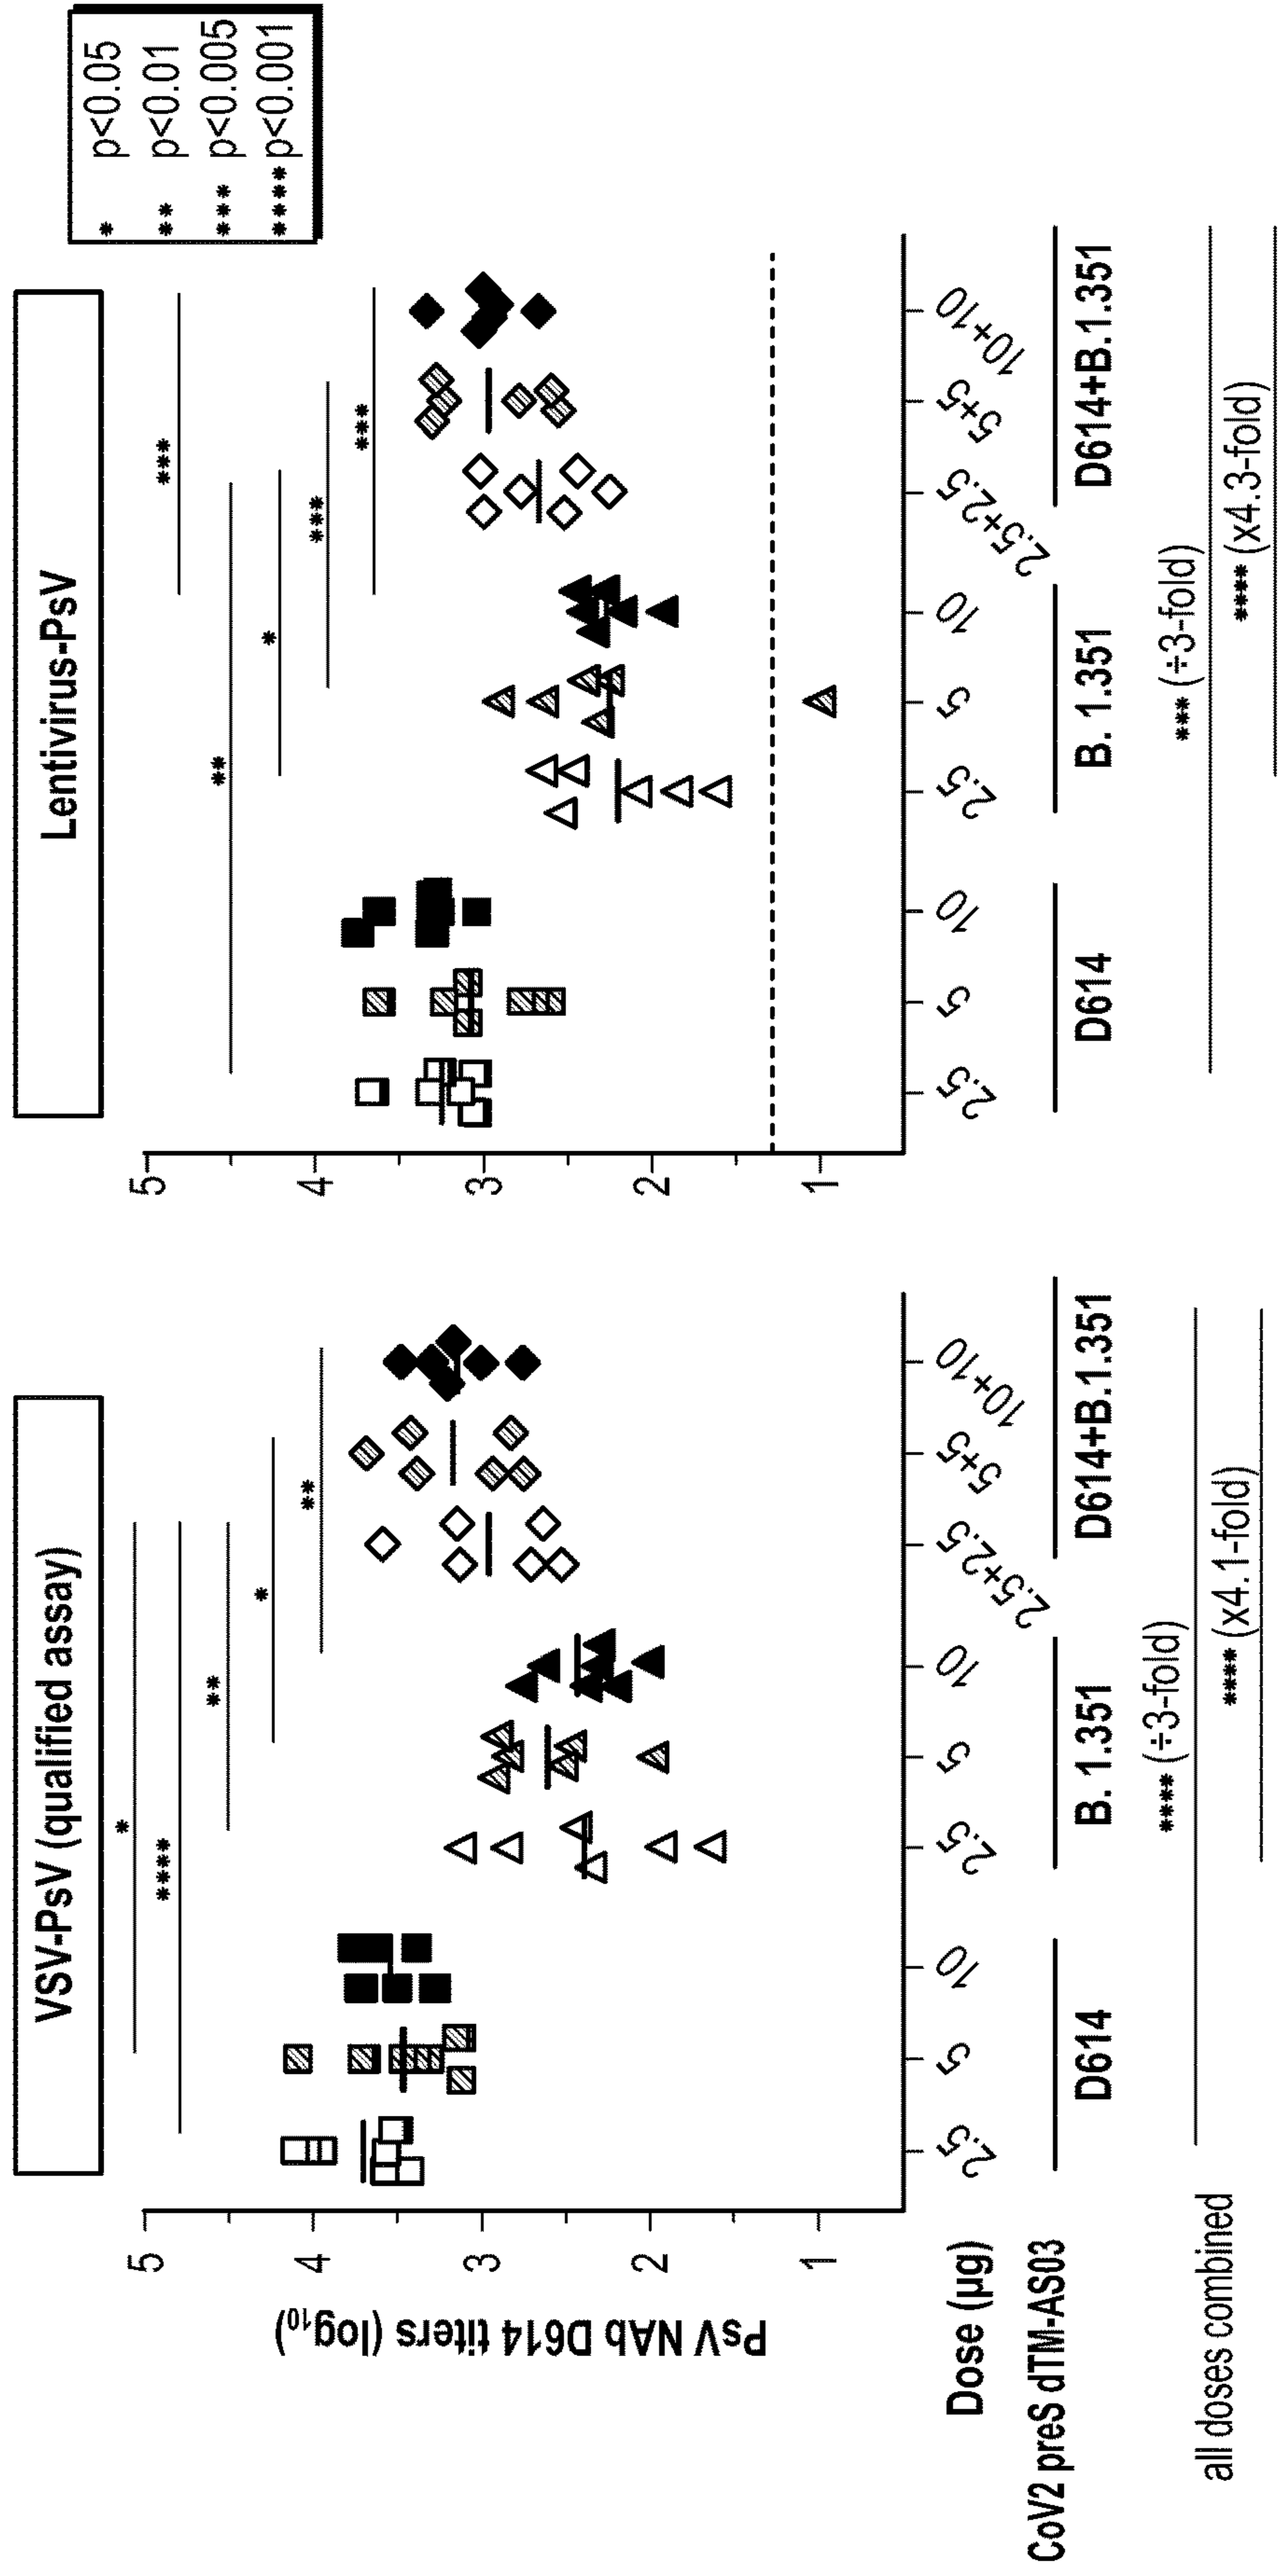 VSV-PsV (qualified assay)
Lentivirus-PsV
* p<0.05
** p<0.01
*** p<0.005
**** p<0.001
PsV NAb D614 titers (log10)
5
4
3
2
1
*
****
**
*
**
5
4
3
2
1
**
*
***
***
***
Dose (µg)
2.5 5 10 2.5 5 10 2.5+2.5 5+5 10+10
2.5 5 10 2.5 5 10 2.5+2.5 5+5 10+10
CoV2 preS dTM-AS03
D614 B. 1.351 D614+B.1.351
D614 B. 1.351 D614+B.1.351
all doses combined
**** (÷3-fold)
**** (x4.1-fold)
*** (÷3-fold)
**** (x4.3-fold)